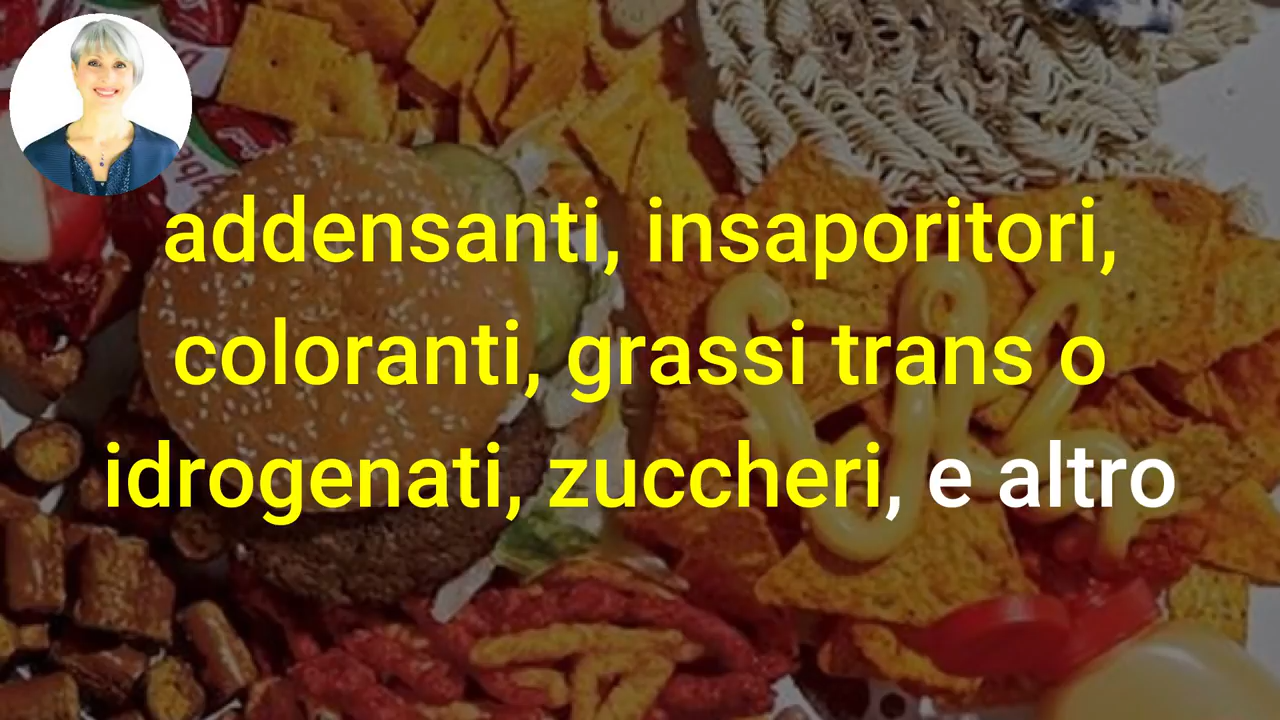 addensanti, insaporitori,
coloranti, grassi trans o
idrogenati, zuccheri, e altro